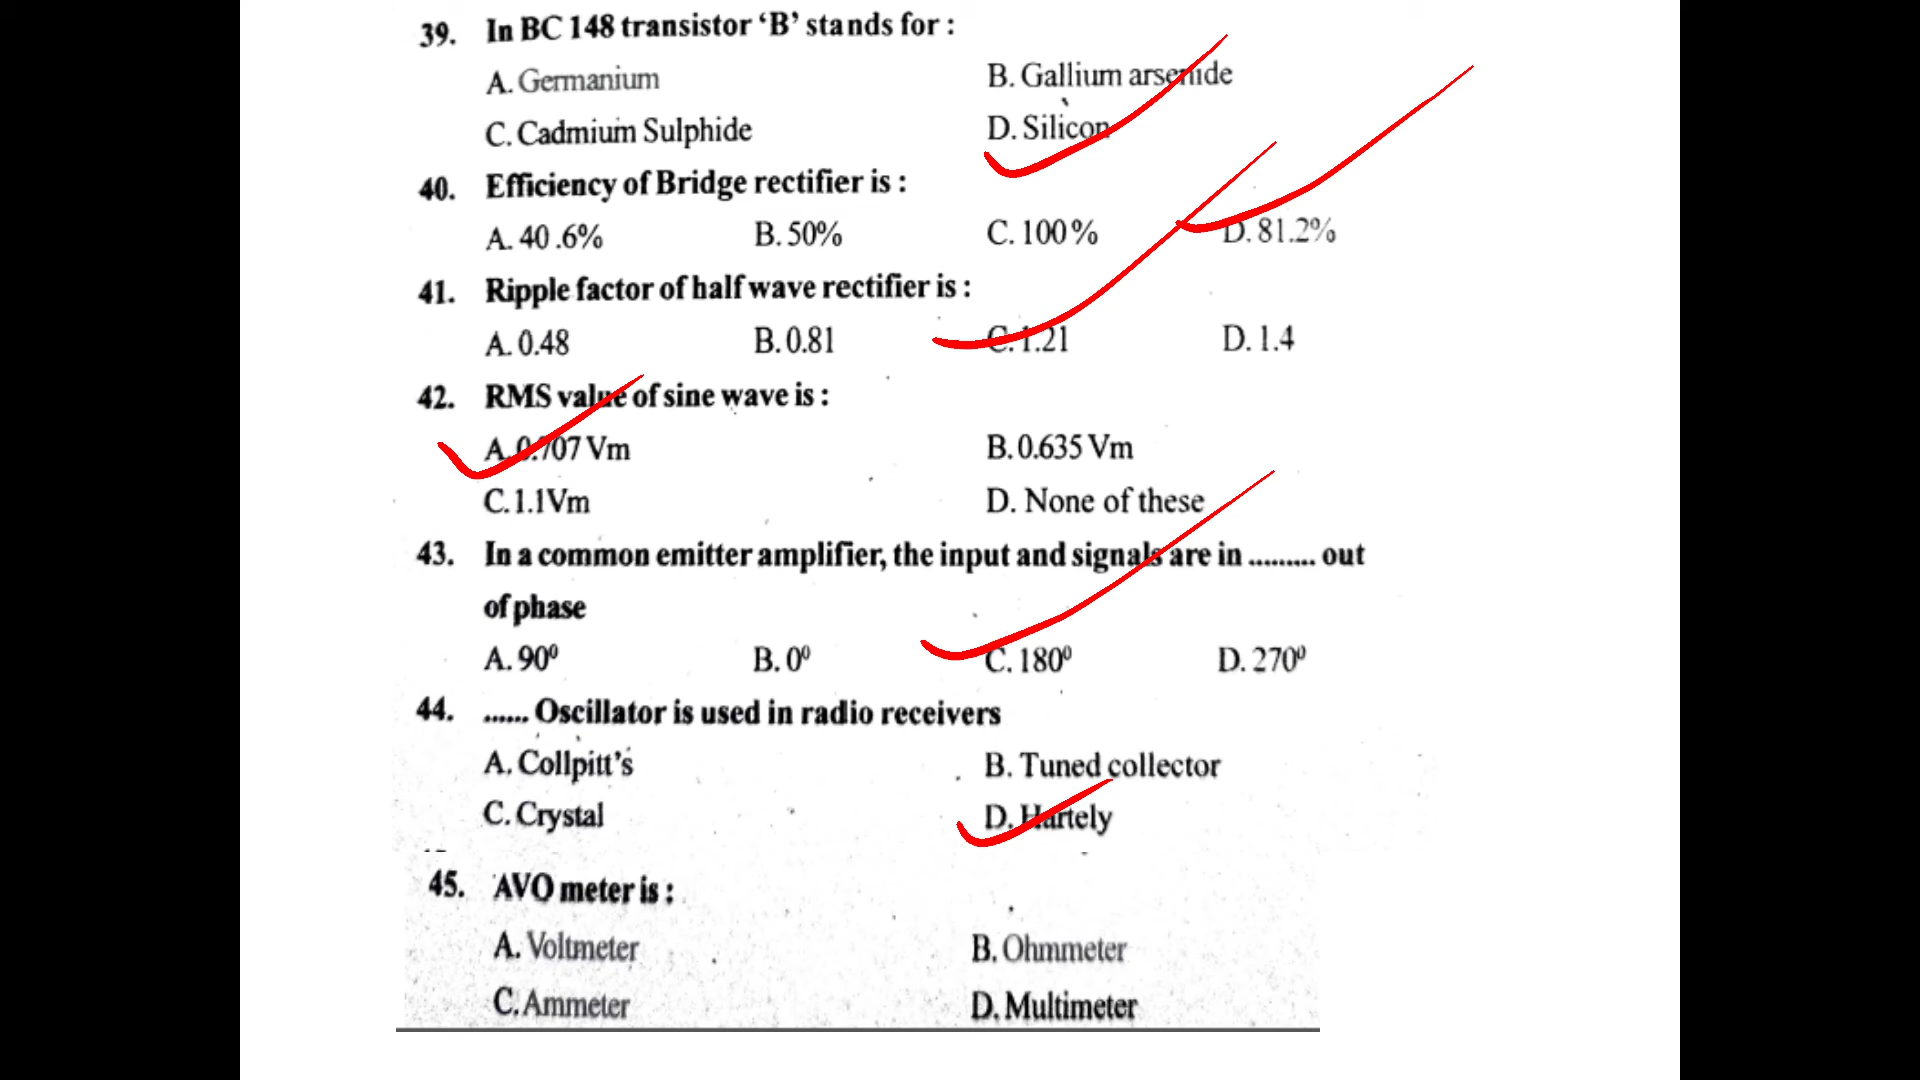 39. In BC 148 transistor ‘B’ stands for :
A. Germanium B. Gallium arsenide
C. Cadmium Sulphide D. Silicon
40. Efficiency of Bridge rectifier is :
A. 40 .6% B. 50% C. 100% D. 81.2%
41. Ripple factor of half wave rectifier is :
A. 0.48 B. 0.81 C. 1.21 D. 1.4
42. RMS value of sine wave is :
A. 0.707 Vm B. 0.635 Vm
C. 1.1Vm D. None of these
43. In a common emitter amplifier, the input and signals are in ......... out
of phase
A. 90⁰ B. 0⁰ C. 180⁰ D. 270⁰
44. ...... Oscillator is used in radio receivers
A. Collpitt’s B. Tuned collector
C. Crystal D. Hartely
45. AVO meter is :
A. Voltmeter B. Ohmmeter
C. Ammeter D. Multimeter